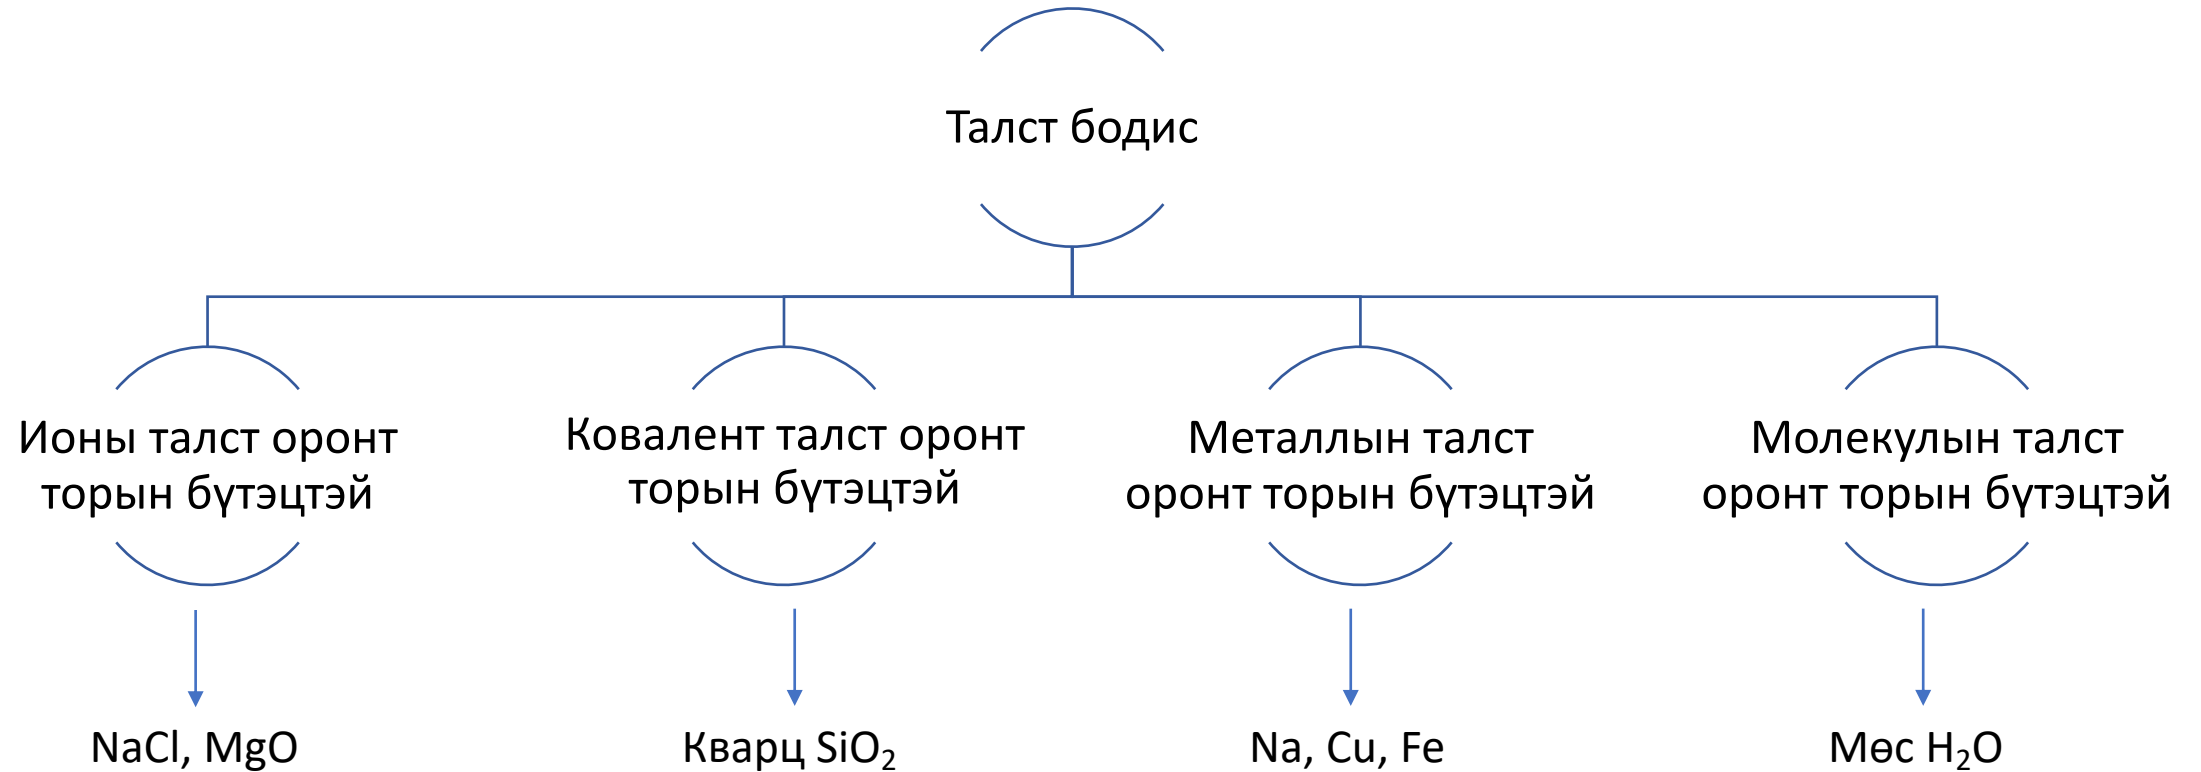 Талст бодис
Ионы талст оронт
торын бүтэцтэй
Ковалент талст оронт
торын бүтэцтэй
Металлын талст
оронт торын бүтэцтэй
Молекулын талст
оронт торын бүтэцтэй
NaCl, MgO
Кварц SiO₂
Na, Cu, Fe
Мөс H₂O